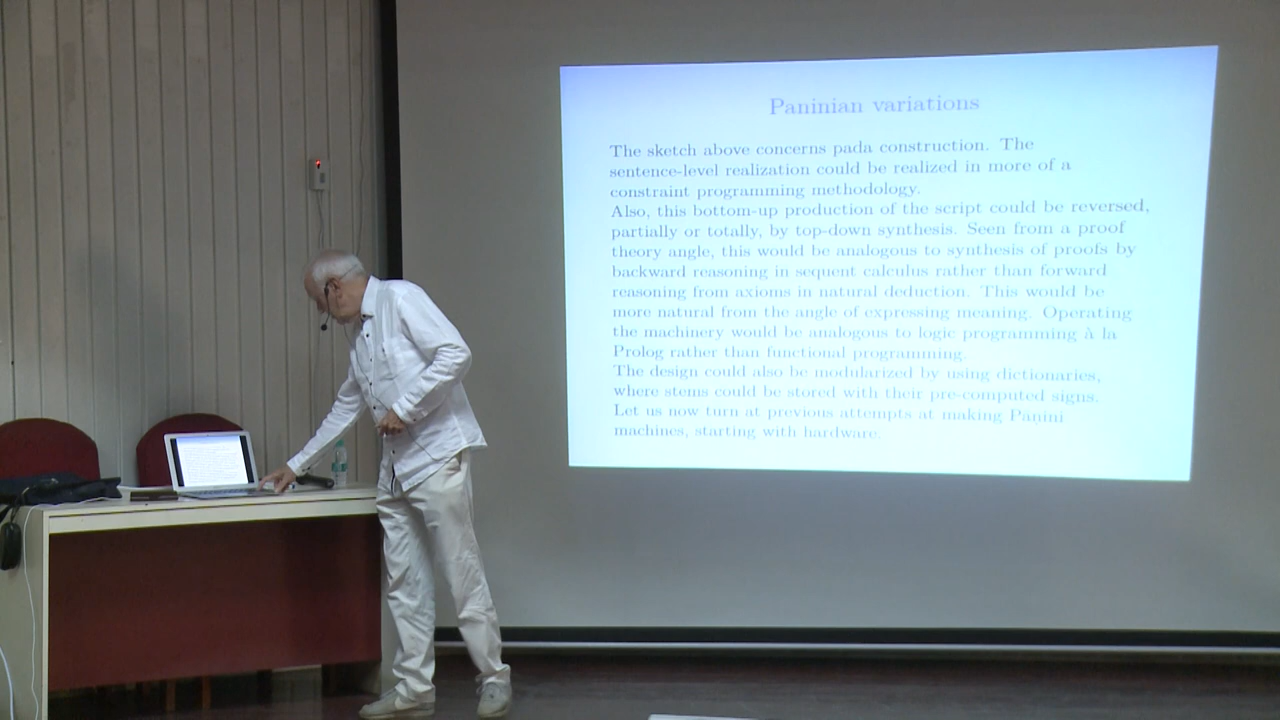 Paninian variations
The sketch above concerns pada construction. The
sentence-level realization could be realized in more of a
constraint programming methodology.
Also, this bottom-up production of the script could be reversed,
partially or totally, by top-down synthesis. Seen from a proof
theory angle, this would be analogous to synthesis of proofs by
backward reasoning in sequent calculus rather than forward
reasoning from axioms in natural deduction. This would be
more natural from the angle of expressing meaning. Operating
the machinery would be analogous to logic programming à la
Prolog rather than functional programming.
The design could also be modularized by using dictionaries,
where stems could be stored with their pre-computed signs.
Let us now turn at previous attempts at making Panini
machines, starting with hardware.